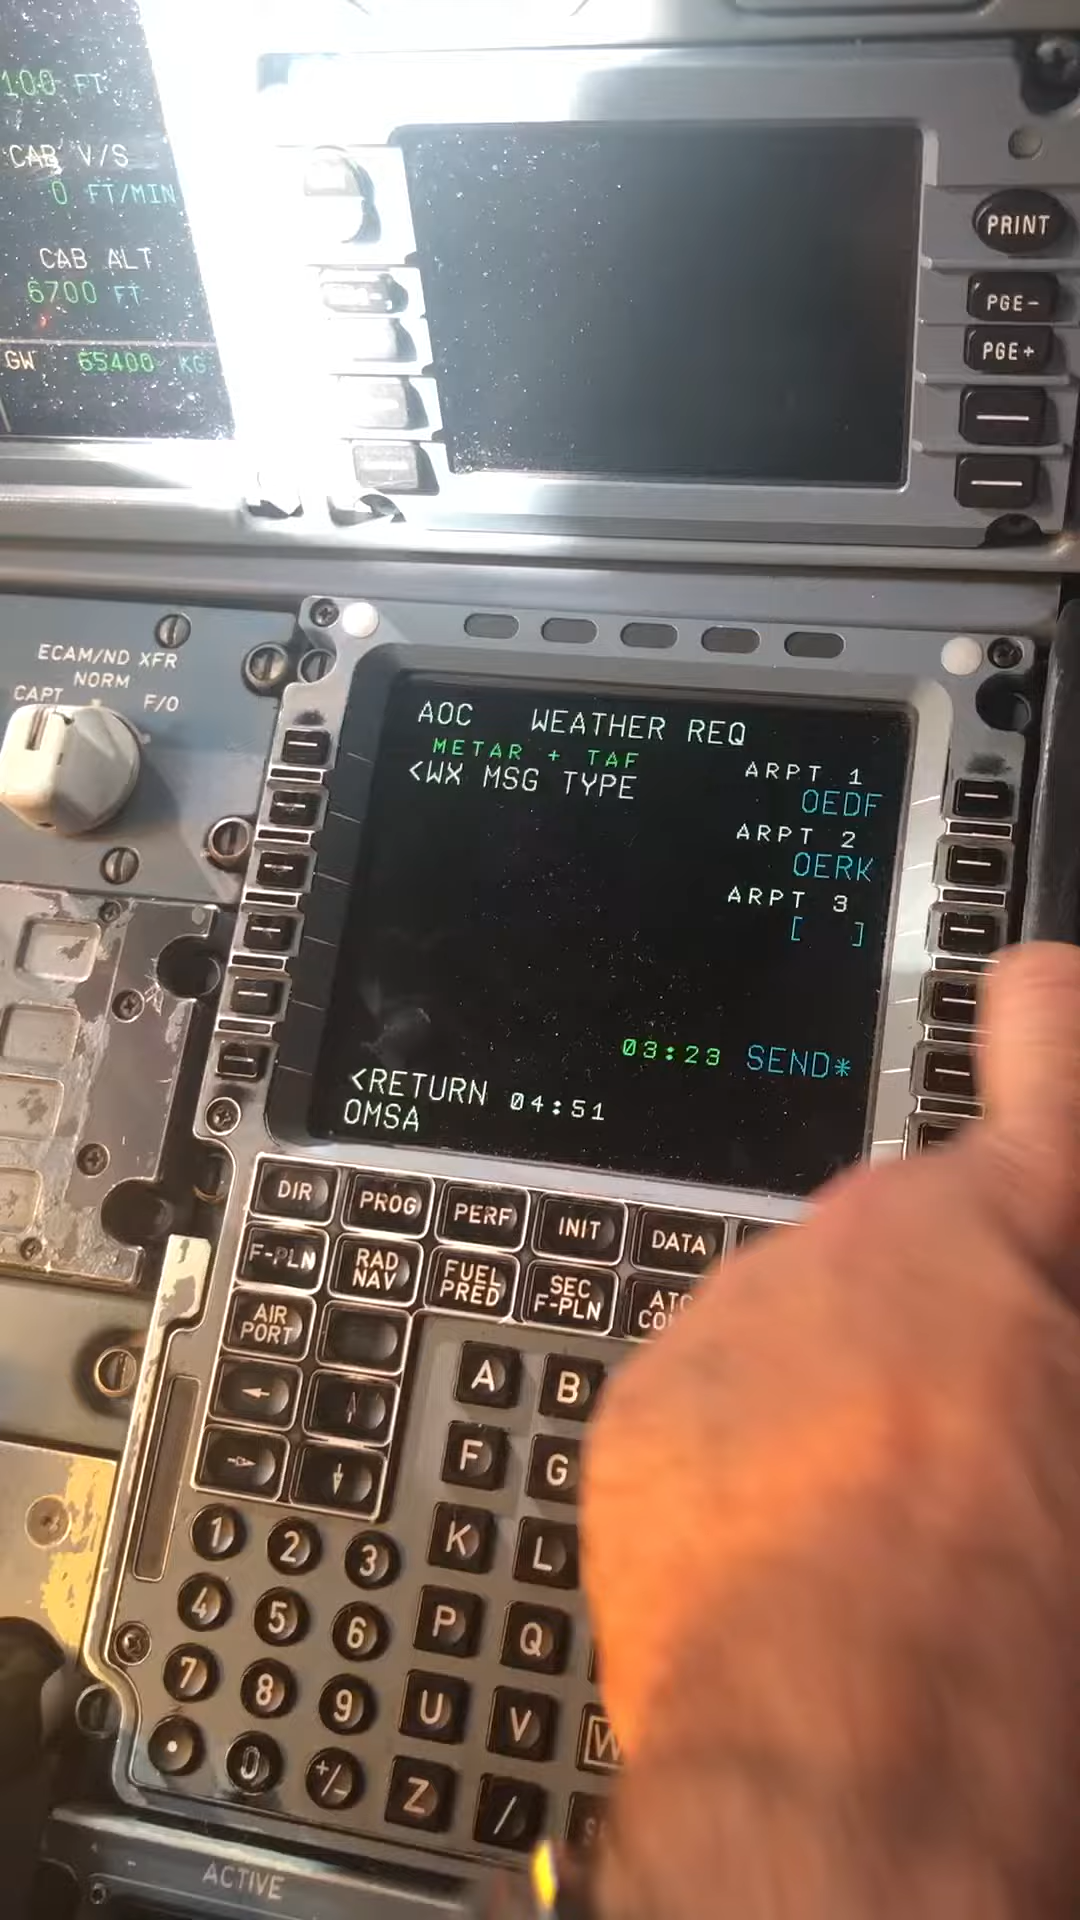 100 FT
CAB V/S
0 FT/MIN
CAB ALT
6700 FT
GW 65400 KG
PRINT
PGE-
PGE+
ECAM/ND XFR
NORM
CAPT F/O
AOC WEATHER REQ
METAR + TAF
<WX MSG TYPE
ARPT 1
OEDF
ARPT 2
OERK
ARPT 3
[ ]
03:23 SEND*
<RETURN 04:51
OMSA
DIR PROG PERF INIT DATA
F-PLN RAD NAV FUEL PRED SEC F-PLN ATC
AIR PORT
A B
F G
K L
P Q
U V W
Z /
1 2 3
4 5 6
7 8 9
. 0 +/-
ACTIVE